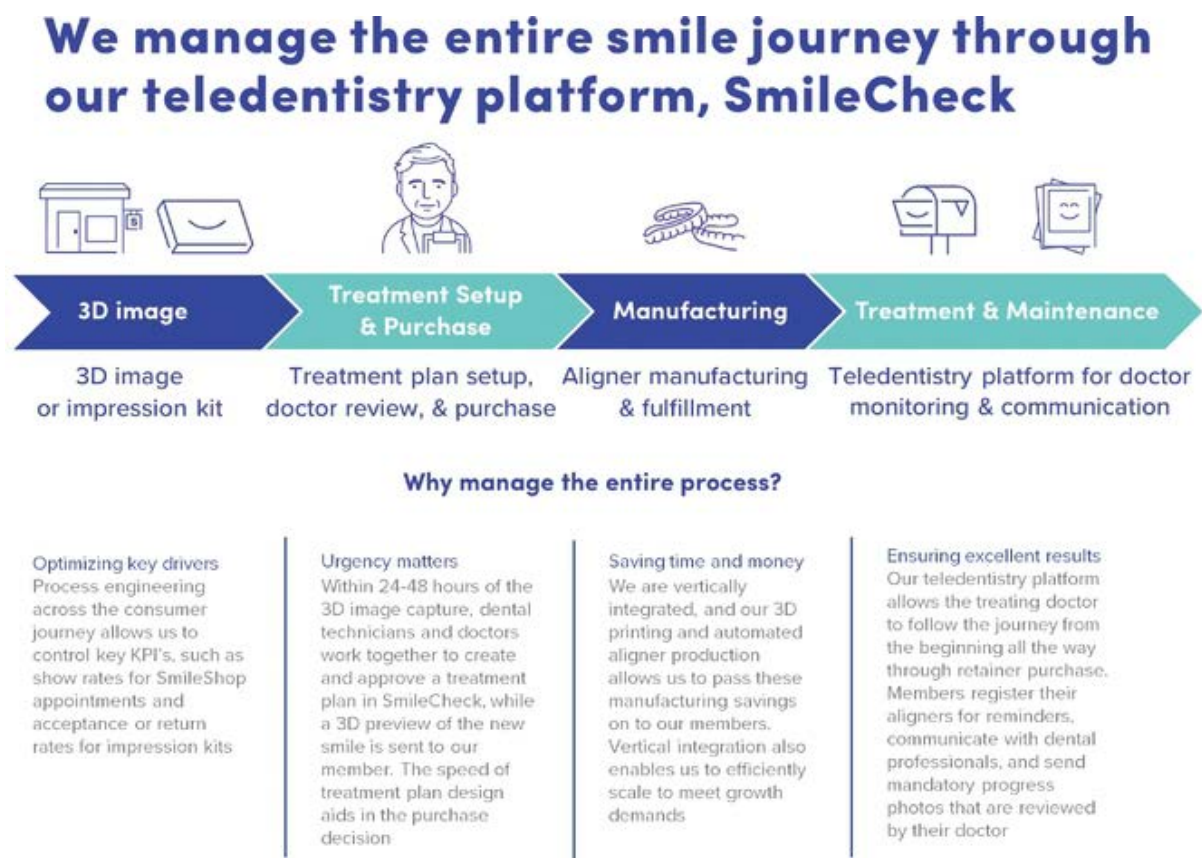 We manage the entire smile journey through
our teledentistry platform, SmileCheck
S
3D image
Treatment Setup
& Purchase
Manufacturing
Treatment & Maintenance
3D image
or impression kit
Treatment plan setup,
doctor review, & purchase
Aligner manufacturing
& fulfillment
Teledentistry platform for doctor
monitoring & communication
Why manage the entire process?
Optimizing key drivers
Process engineering
across the consumer
journey allows us to
control key KPI's, such as
show rates for SmileShop
appointments and
acceptance or return
rates for impression kits
Urgency matters
Within 24-48 hours of the
3D image capture, dental
technicians and doctors
work together to create
and approve a treatment
plan in SmileCheck, while
a 3D preview of the new
smile is sent to our
member. The speed of
treatment plan design
aids in the purchase
decision
Saving time and money
We are vertically
integrated, and our 3D
printing and automated
aligner production
allows us to pass these
manufacturing savings
on to our members.
Vertical integration also
enables us to efficiently
scale to meet growth
demands
Ensuring excellent results
Our teledentistry platform
allows the treating doctor
to follow the journey from
the beginning all the way
through retainer purchase.
Members register their
aligners for reminders,
communicate with dental
professionals, and send
mandatory progress
photos that are reviewed
by their doctor